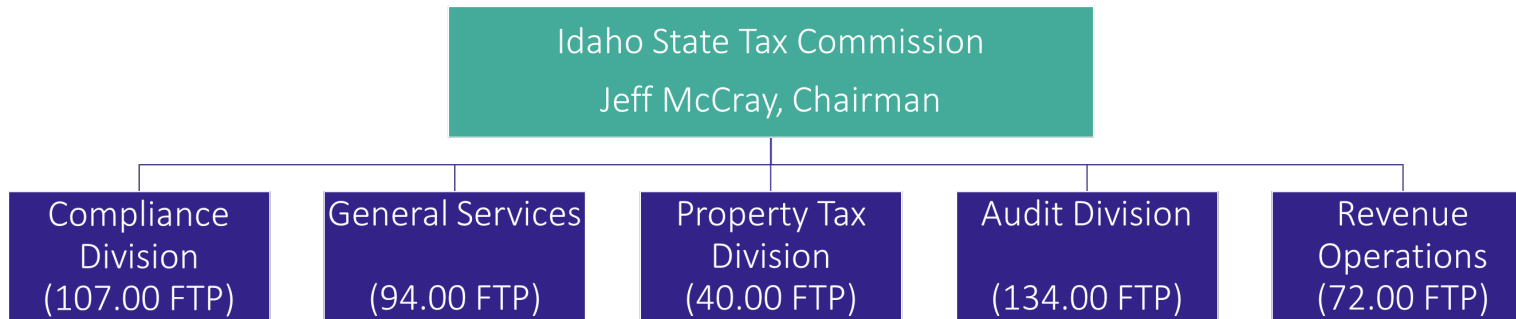 Idaho State Tax Commission
Jeff McCray, Chairman
Compliance
Division
(107.00 FTP)
General Services
(94.00 FTP)
Property Tax
Division
(40.00 FTP)
Audit Division
(134.00 FTP)
Revenue
Operations
(72.00 FTP)